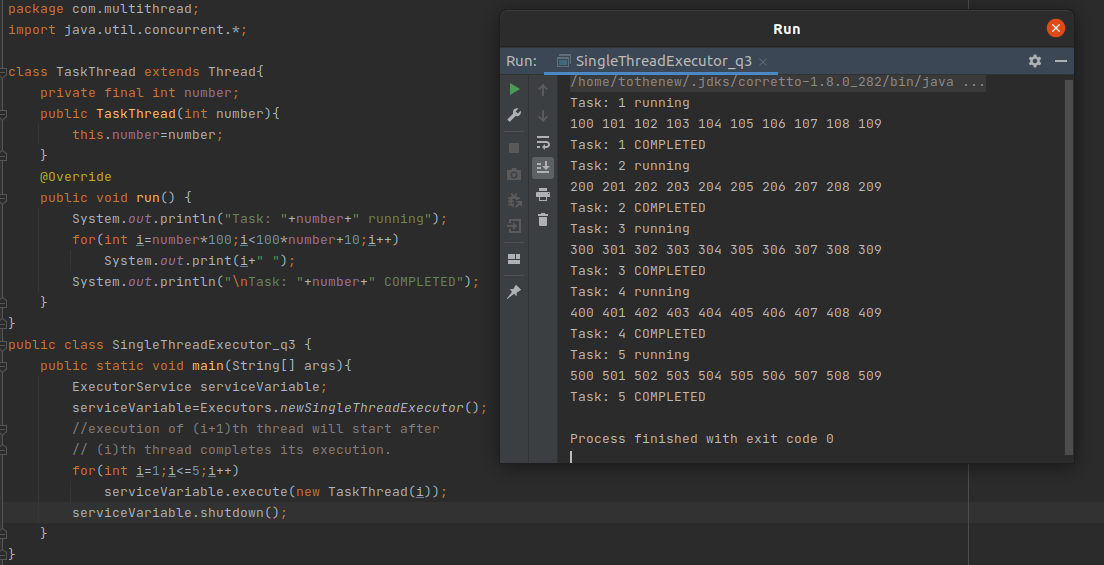 package com.multithread;
import java.util.concurrent.*;
class TaskThread extends Thread{
private final int number;
public TaskThread(int number){
this.number=number;
}
@Override
public void run() {
System.out.println("Task: "+number+" running");
for(int i=number*100;i<100*number+10;i++)
System.out.print(i+" ");
System.out.println("\nTask: "+number+" COMPLETED");
}
}
public class SingleThreadExecutor_q3 {
public static void main(String[] args){
ExecutorService serviceVariable;
serviceVariable=Executors.newSingleThreadExecutor();
//execution of (i+1)th thread will start after
// (i)th thread completes its execution.
for(int i=1;i<=5;i++)
serviceVariable.execute(new TaskThread(i));
serviceVariable.shutdown();
}
}
Run
Run: SingleThreadExecutor_q3
/home/tothenew/.jdks/corretto-1.8.0_282/bin/java ...
Task: 1 running
100 101 102 103 104 105 106 107 108 109
Task: 1 COMPLETED
Task: 2 running
200 201 202 203 204 205 206 207 208 209
Task: 2 COMPLETED
Task: 3 running
300 301 302 303 304 305 306 307 308 309
Task: 3 COMPLETED
Task: 4 running
400 401 402 403 404 405 406 407 408 409
Task: 4 COMPLETED
Task: 5 running
500 501 502 503 504 505 506 507 508 509
Task: 5 COMPLETED
Process finished with exit code 0